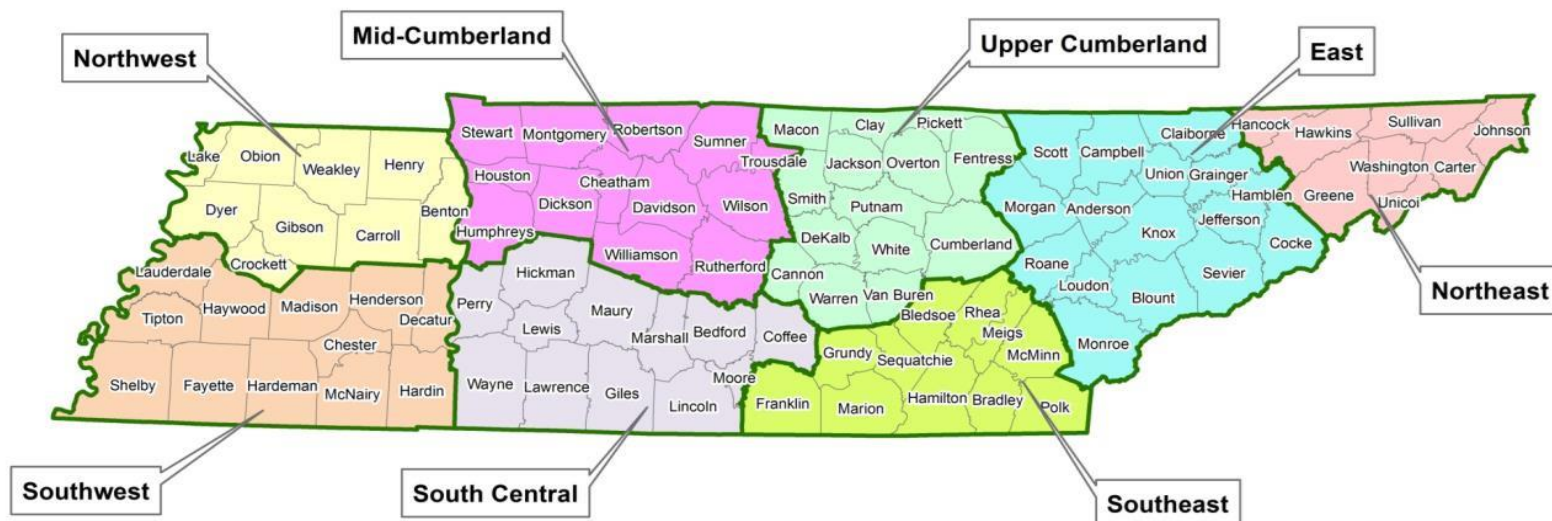 Northwest
Mid-Cumberland
Upper Cumberland
East
Lake
Obion
Weakley
Henry
Dyer
Gibson
Carroll
Benton
Crockett
Stewart
Montgomery
Robertson
Sumner
Trousdale
Houston
Cheatham
Dickson
Davidson
Wilson
Humphreys
Williamson
Rutherford
Macon
Clay
Pickett
Jackson
Overton
Fentress
Smith
Putnam
DeKalb
White
Cumberland
Cannon
Warren
Van Buren
Scott
Campbell
Claiborne
Union
Grainger
Hamblen
Morgan
Anderson
Jefferson
Knox
Cocke
Roane
Sevier
Loudon
Blount
Monroe
Hancock
Hawkins
Sullivan
Johnson
Washington
Carter
Greene
Unicoi
Northeast
Lauderdale
Haywood
Madison
Henderson
Decatur
Tipton
Chester
Shelby
Fayette
Hardeman
McNairy
Hardin
Hickman
Perry
Maury
Lewis
Marshall
Bedford
Coffee
Moore
Wayne
Lawrence
Giles
Lincoln
Bledsoe
Rhea
Meigs
Grundy
Sequatchie
McMinn
Franklin
Marion
Hamilton
Bradley
Polk
Southwest
South Central
Southeast